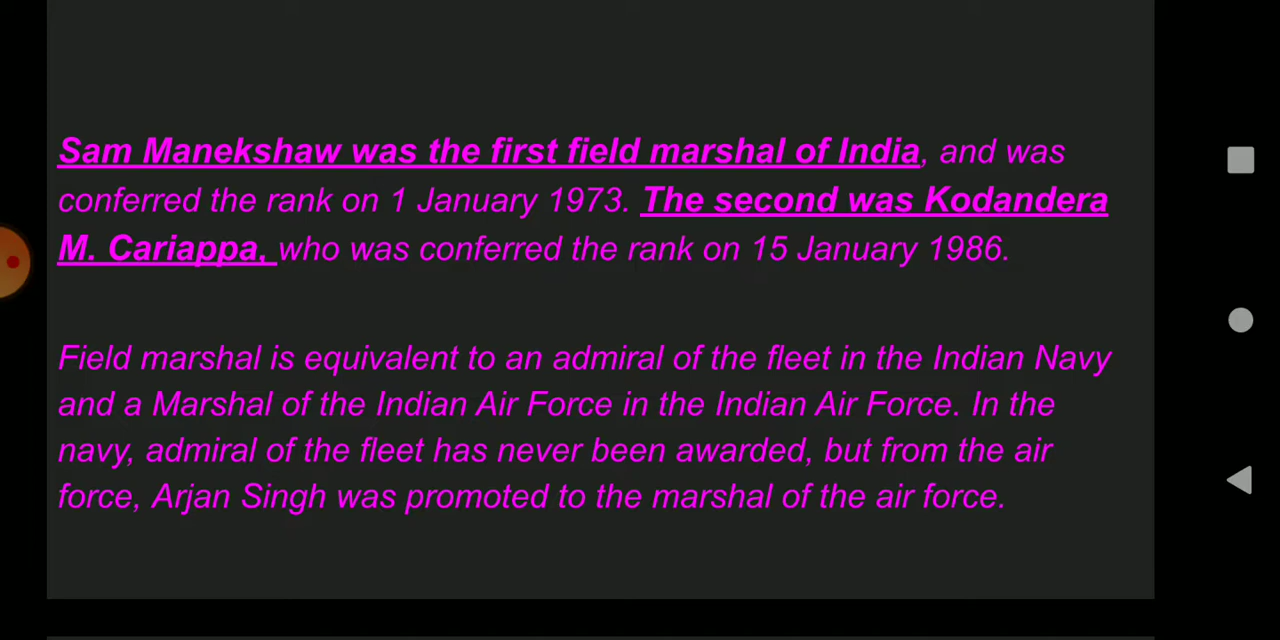 Sam Manekshaw was the first field marshal of India, and was
conferred the rank on 1 January 1973. The second was Kodandera
M. Cariappa, who was conferred the rank on 15 January 1986.
Field marshal is equivalent to an admiral of the fleet in the Indian Navy
and a Marshal of the Indian Air Force in the Indian Air Force. In the
navy, admiral of the fleet has never been awarded, but from the air
force, Arjan Singh was promoted to the marshal of the air force.